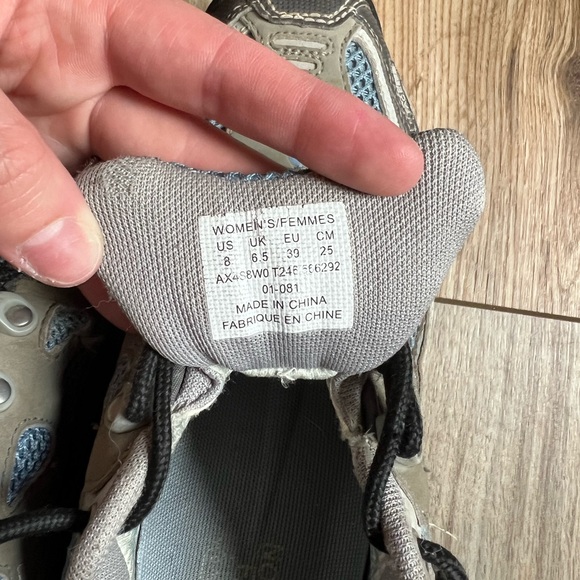 WOMEN'S/FEMMES
US UK EU CM
8 6.5 39 25
AX4S8W0
01-081
MADE IN CHINA
FABRIQUE EN CHINE